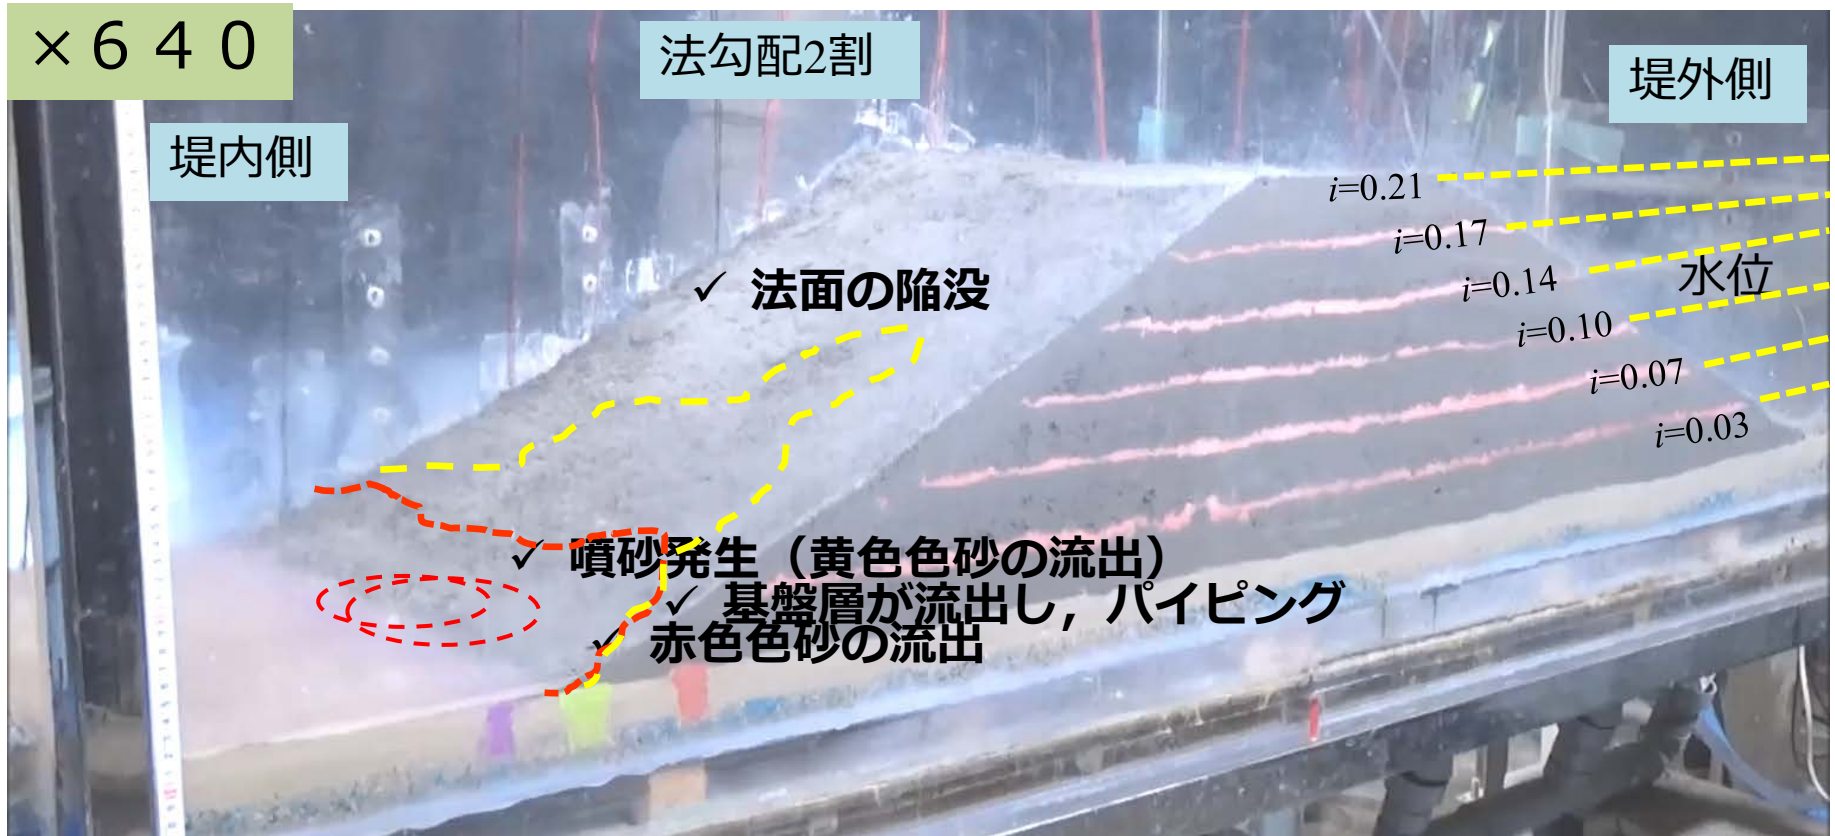 ×６４０
法勾配2割
堤外側
堤内側
i=0.21
i=0.17
✓ 法面の陥没
i=0.14
水位
i=0.10
i=0.07
i=0.03
✓ 噴砂発生（黄色色砂の流出）
✓ 基盤層が流出し，パイピング
✓ 赤色色砂の流出